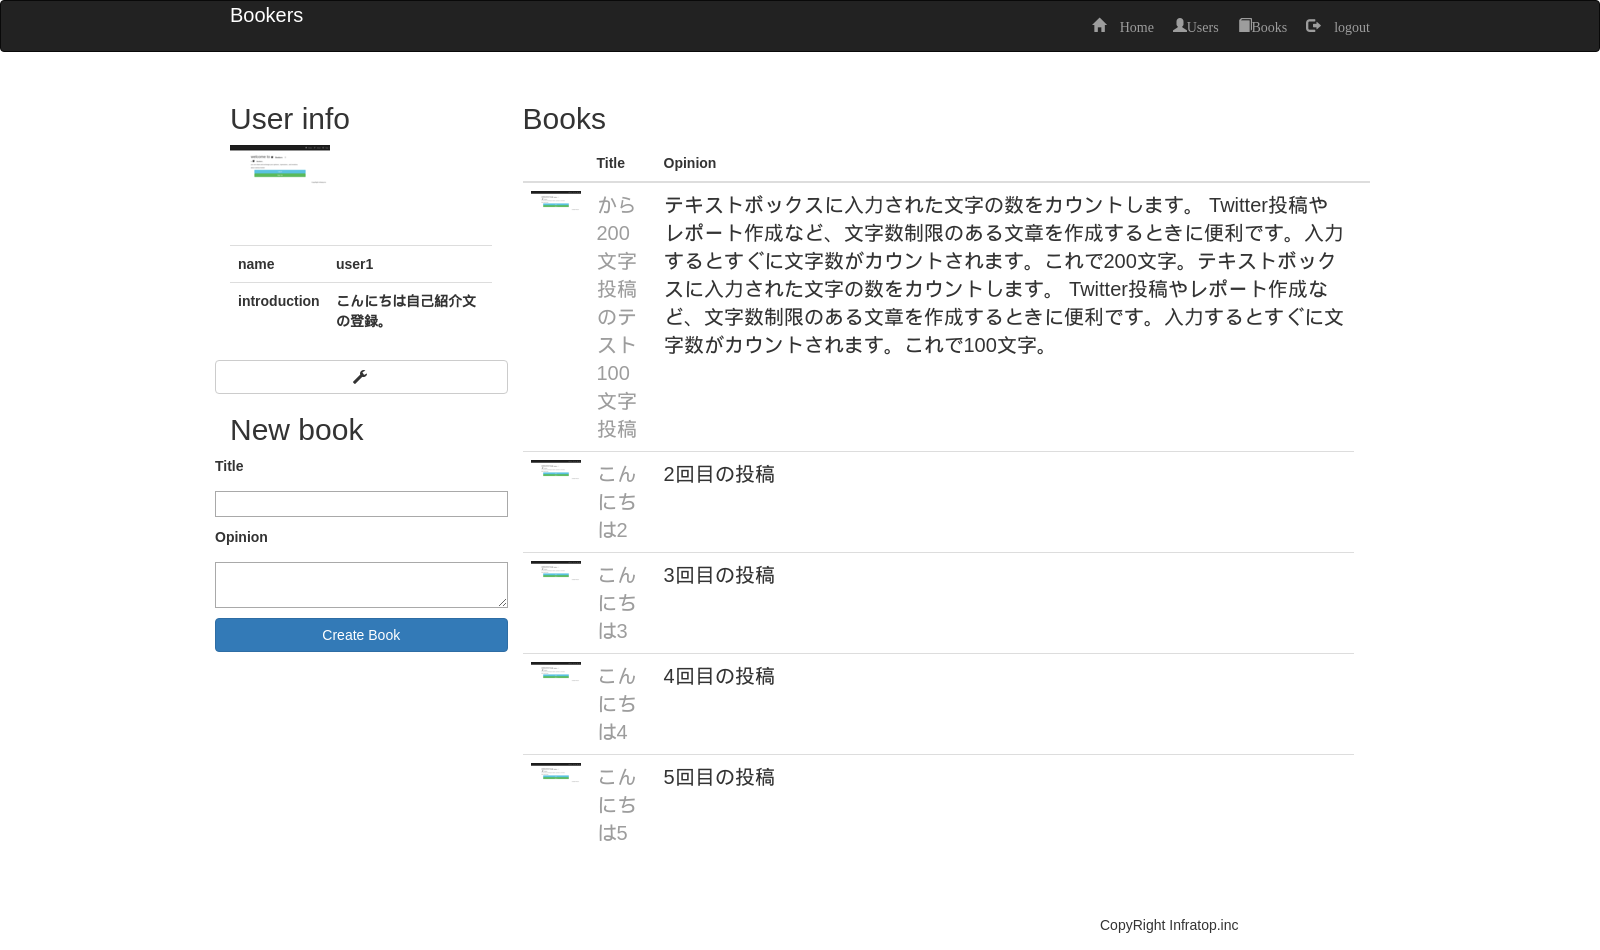 Bookers
Home Users Books logout
User info
name user1
introduction こんにちは自己紹介文
の登録。
New book
Title
Opinion
Create Book
Books
Title Opinion
から
200
文字
投稿
のテ
スト
100
文字
投稿
テキストボックスに入力された文字の数をカウントします。 Twitter投稿や
レポート作成など、文字数制限のある文章を作成するときに便利です。入力
するとすぐに文字数がカウントされます。これで200文字。テキストボック
スに入力された文字の数をカウントします。 Twitter投稿やレポート作成な
ど、文字数制限のある文章を作成するときに便利です。入力するとすぐに文
字数がカウントされます。これで100文字。
こん
にち
は2
2回目の投稿
こん
にち
は3
3回目の投稿
こん
にち
は4
4回目の投稿
こん
にち
は5
5回目の投稿
CopyRight Infratop.inc